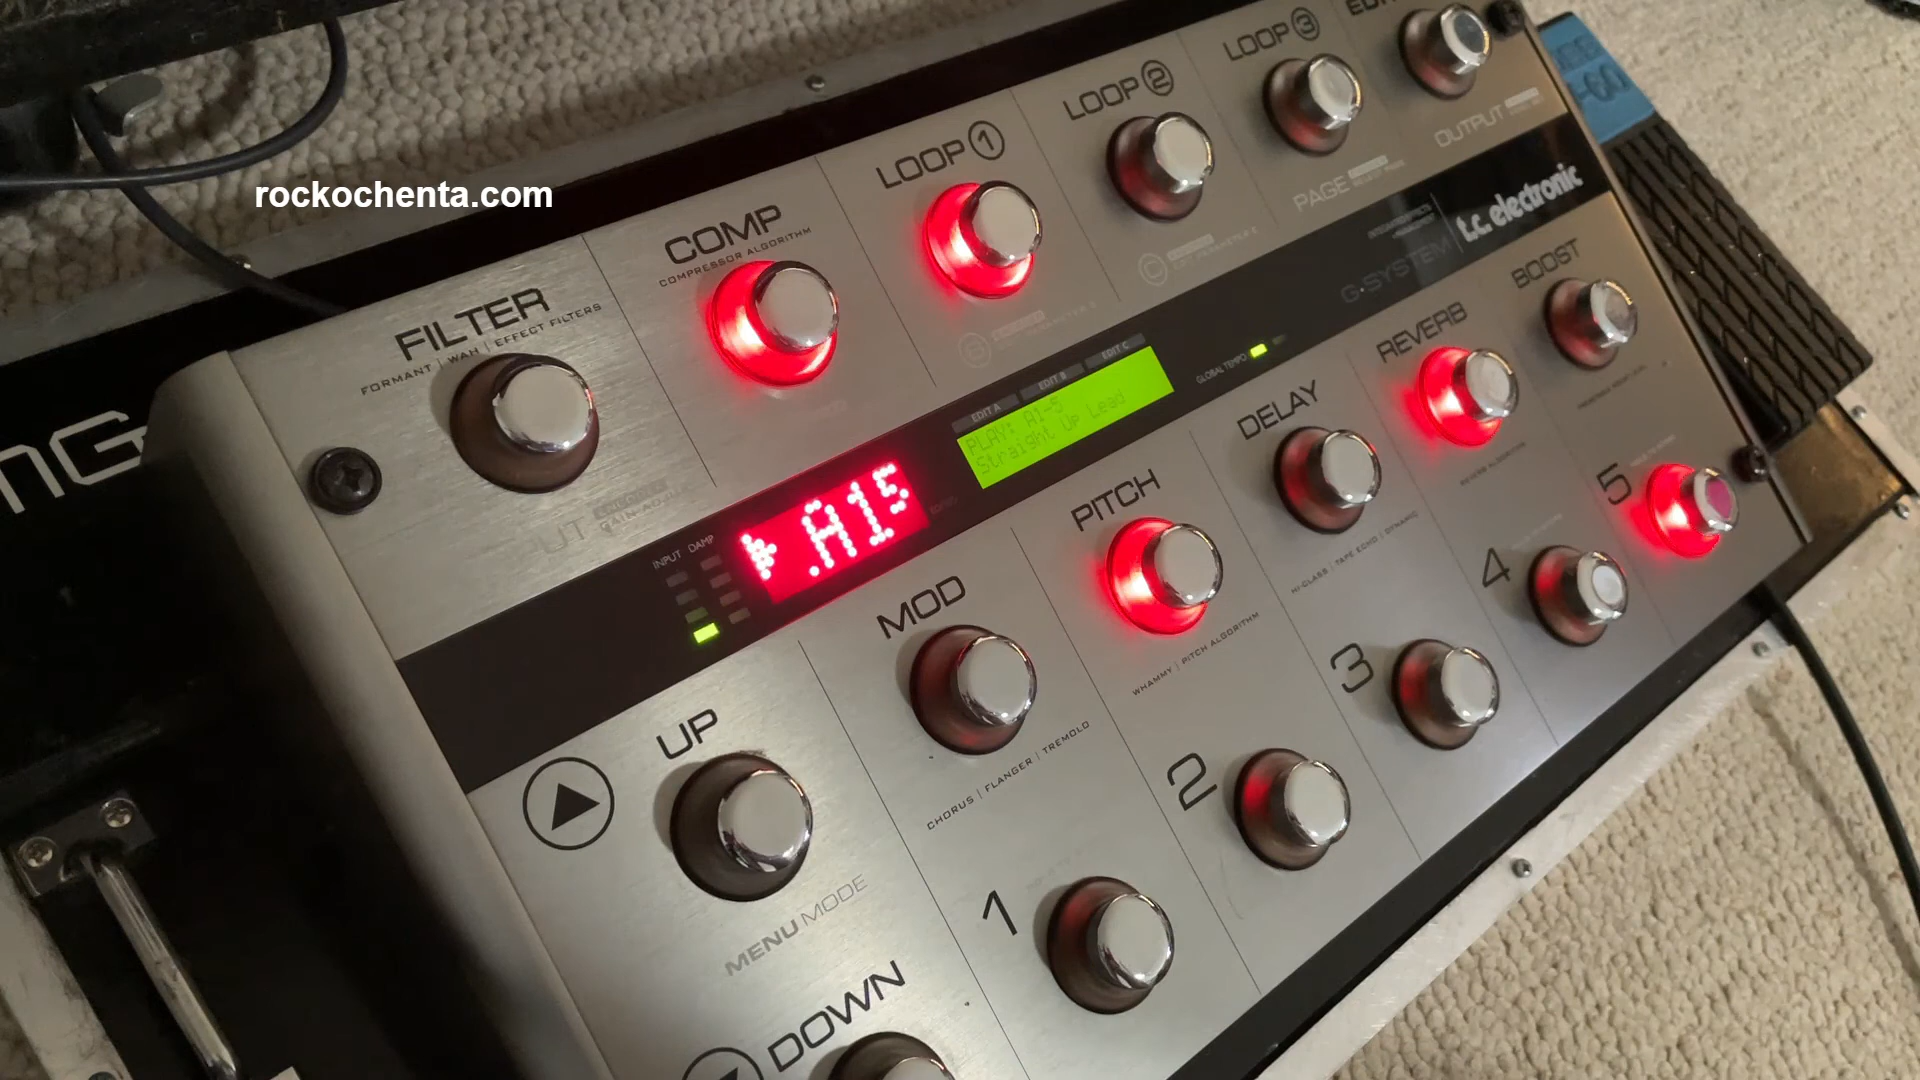 rockochenta.com
FILTER
FORMANT | WAH | EFFECT FILTERS
COMP
COMPRESSOR ALGORITHM
LOOP 1
LOOP 2
LOOP 3
PAGE
OUTPUT
G·SYSTEM
t.c. electronic
INPUT DAMP
A15
EDIT A
EDIT B
EDIT C
PLAY: A1-5
Straight Up Lead
GLOBAL TEMPO
UP
MENU MODE
MOD
CHORUS | FLANGER | TREMOLO
PITCH
WHAMMY | PITCH ALGORITHM
DELAY
HI-CLASS | TAPE ECHO | DYNAMIC
REVERB
REVERB ALGORITHM
BOOST
DOWN
1
2
3
4
5